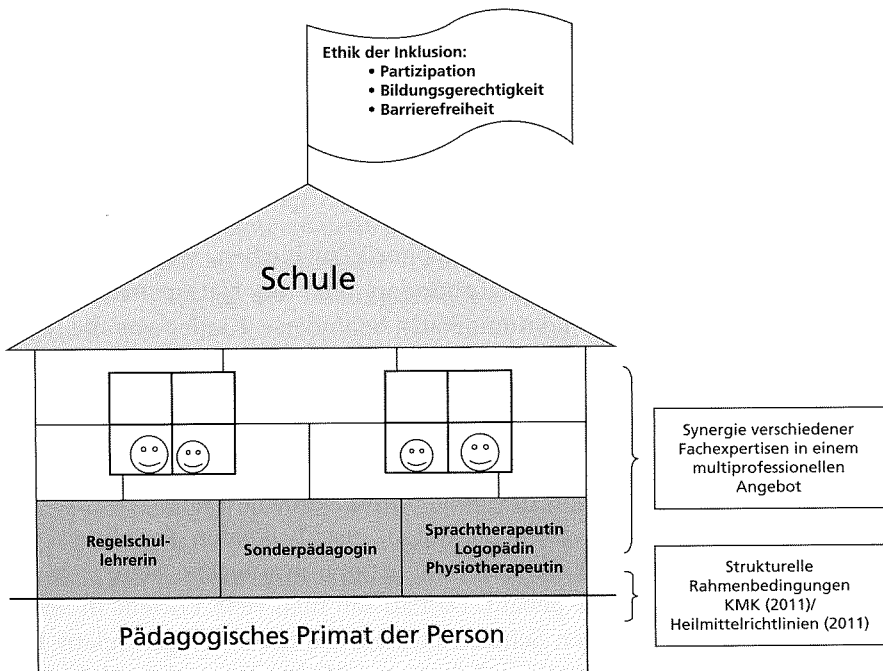 Ethik der Inklusion:
• Partizipation
• Bildungsgerechtigkeit
• Barrierefreiheit
Schule
Synergie verschiedener
Fachexpertisen in einem
multiprofessionellen
Angebot
Regelschul-
lehrerin
Sonderpädagogin
Sprachtherapeutin
Logopädin
Physiotherapeutin
Strukturelle
Rahmenbedingungen
KMK (2011)/
Heilmittelrichtlinien (2011)
Pädagogisches Primat der Person